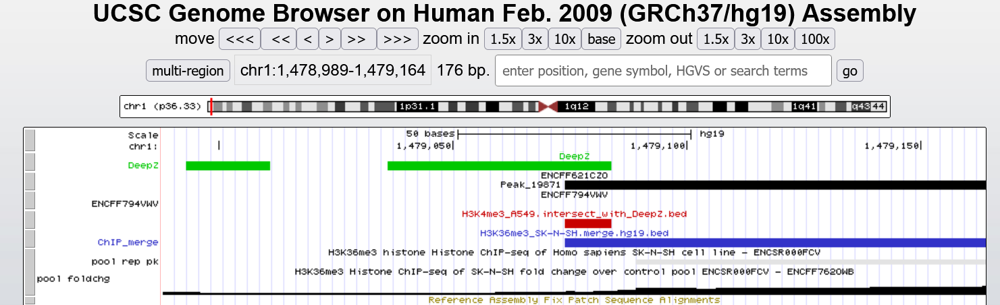 UCSC Genome Browser on Human Feb. 2009 (GRCh37/hg19) Assembly
move <<< << < > >> >>> zoom in 1.5x 3x 10x base zoom out 1.5x 3x 10x 100x
multi-region chr1:1,478,989-1,479,164 176 bp. enter position, gene symbol, HGVS or search terms go
chr1 (p36.33) 1p31.1 1q12 1q41 q43 44
Scale 50 bases hg19
chr1: | 1,479,050| 1,479,100| 1,479,150|
DeepZ
DeepZ
ENCFF621CZO
Peak_19871
ENCFF794VWV
ENCFF794VWV
H3K4me3_A549.intersect_with_DeepZ.bed
H3K36me3_SK-N-SH.merge.hg19.bed
ChIP_merge
H3K36me3 histone Histone ChIP-seq of Homo sapiens SK-N-SH cell line - ENCSR000FCV
pool rep pk
H3K36me3 Histone ChIP-seq of SK-N-SH fold change over control pool ENCSR000FCV - ENCFF762OWB
pool foldchg
Reference Assembly Fix Patch Sequence Alignments